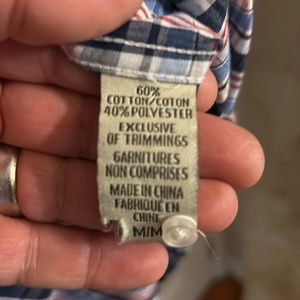 60%
COTTON/COTON
40% POLYESTER
EXCLUSIVE
OF TRIMMINGS
GARNITURES
NON COMPRISES
MADE IN CHINA
FABRIQUÉ EN
CHINE
M/M